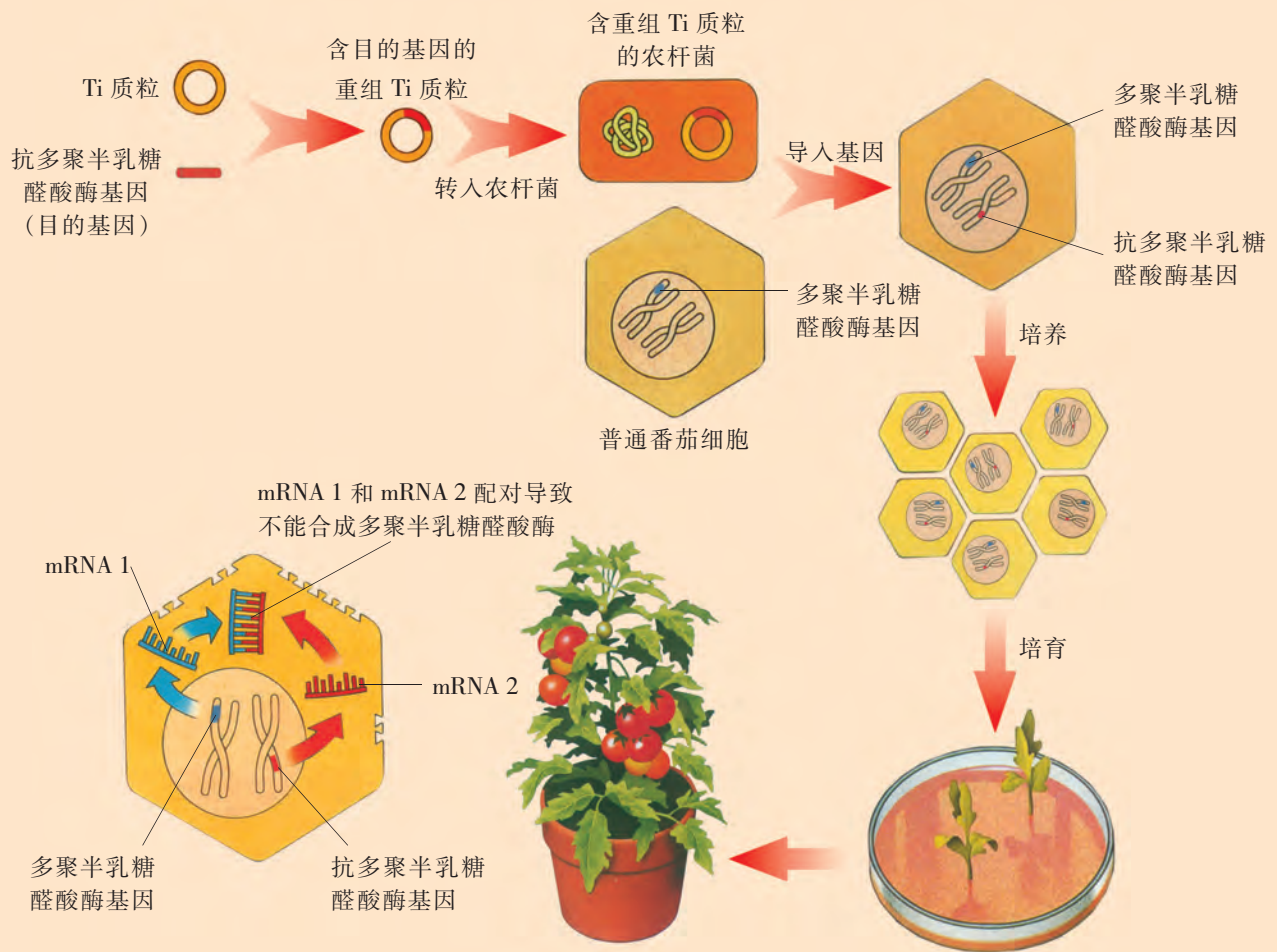 Ti 质粒
抗多聚半乳糖
醛酸酶基因
（目的基因）
含目的基因的
重组 Ti 质粒
转入农杆菌
含重组 Ti 质粒
的农杆菌
导入基因
多聚半乳糖
醛酸酶基因
抗多聚半乳糖
醛酸酶基因
多聚半乳糖
醛酸酶基因
普通番茄细胞
培养
培育
mRNA 1 和 mRNA 2 配对导致
不能合成多聚半乳糖醛酸酶
mRNA 1
mRNA 2
多聚半乳糖
醛酸酶基因
抗多聚半乳糖
醛酸酶基因